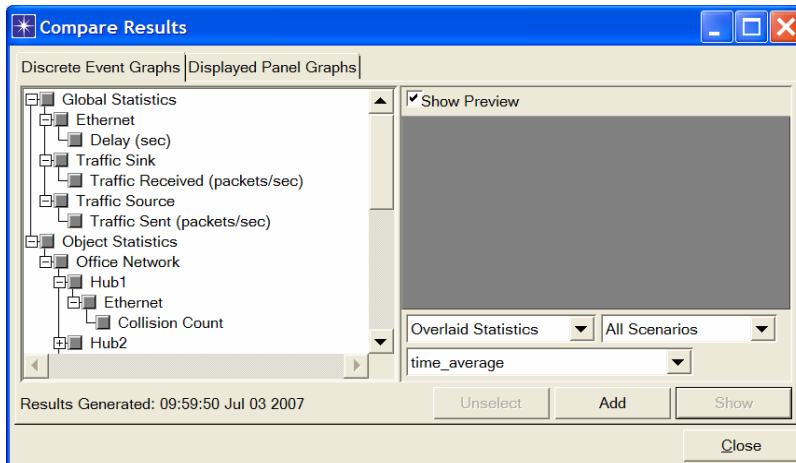 Compare Results
Discrete Event Graphs Displayed Panel Graphs
Global Statistics
Ethernet
Delay (sec)
Traffic Sink
Traffic Received (packets/sec)
Traffic Source
Traffic Sent (packets/sec)
Object Statistics
Office Network
Hub1
Ethernet
Collision Count
Hub2
Show Preview
Overlaid Statistics
All Scenarios
time_average
Results Generated: 09:59:50 Jul 03 2007
Unselect
Add
Show
Close